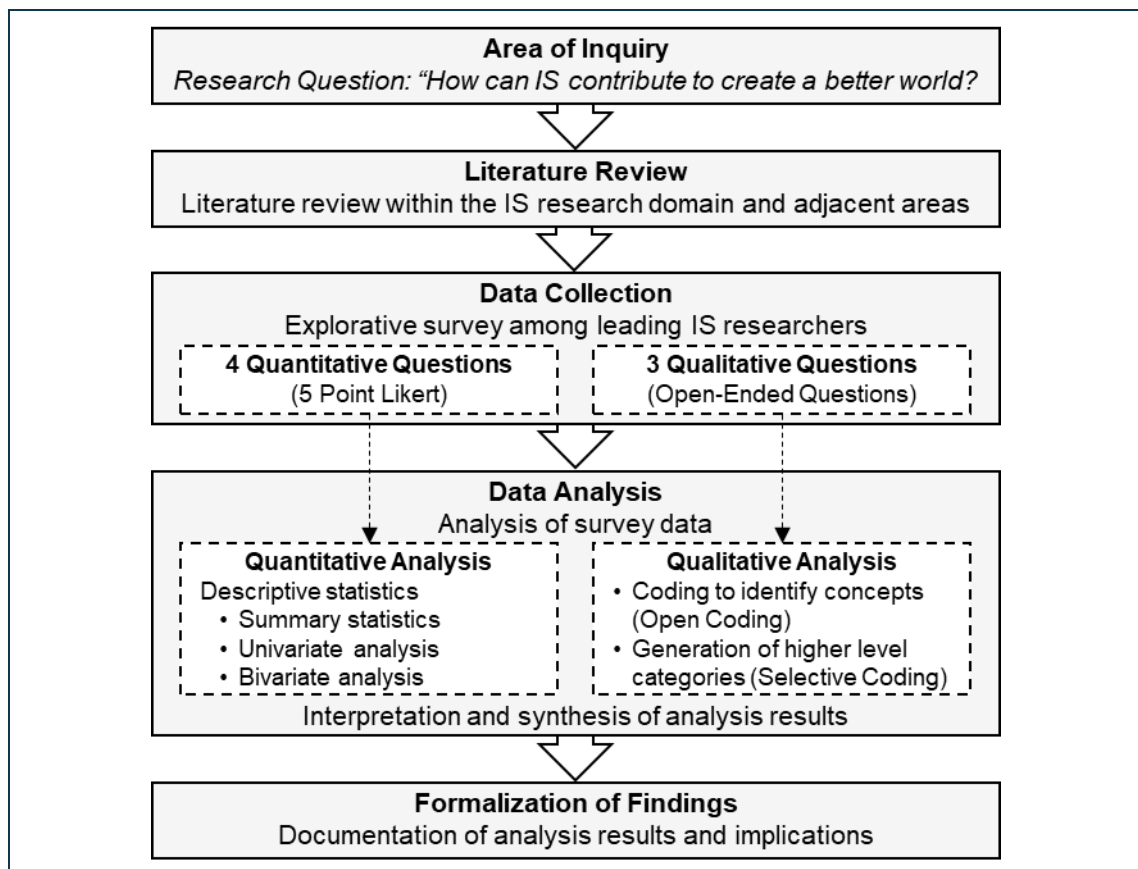 Area of Inquiry
Research Question: “How can IS contribute to create a better world?
Literature Review
Literature review within the IS research domain and adjacent areas
Data Collection
Explorative survey among leading IS researchers
4 Quantitative Questions
(5 Point Likert)
3 Qualitative Questions
(Open-Ended Questions)
Data Analysis
Analysis of survey data
Quantitative Analysis
Descriptive statistics
• Summary statistics
• Univariate analysis
• Bivariate analysis
Qualitative Analysis
• Coding to identify concepts
(Open Coding)
• Generation of higher level
categories (Selective Coding)
Interpretation and synthesis of analysis results
Formalization of Findings
Documentation of analysis results and implications